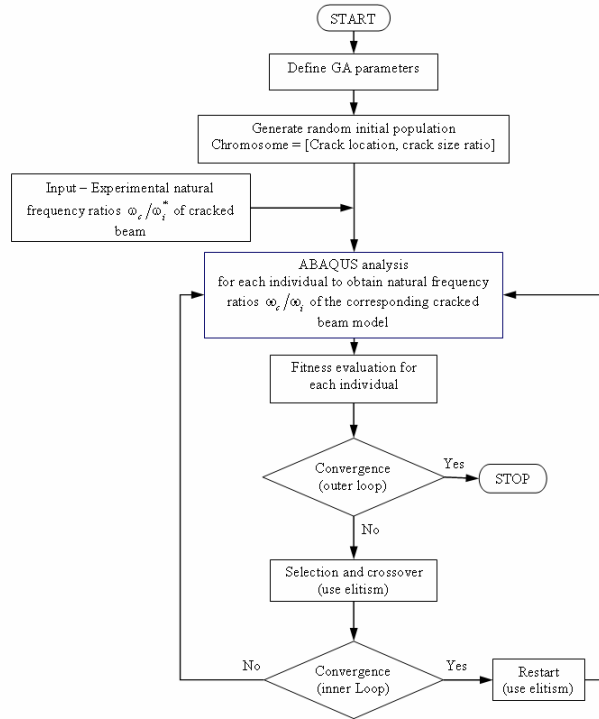 START
Define GA parameters
Generate random initial population
Chromosome = [Crack location, crack size ratio]
Input – Experimental natural
frequency ratios ω_c/ω_i^* of cracked
beam
ABAQUS analysis
for each individual to obtain natural frequency
ratios ω_c/ω_i of the corresponding cracked
beam model
Fitness evaluation for
each individual
Convergence
(outer loop)
Yes
STOP
No
Selection and crossover
(use elitism)
Convergence
(inner Loop)
No
Yes
Restart
(use elitism)